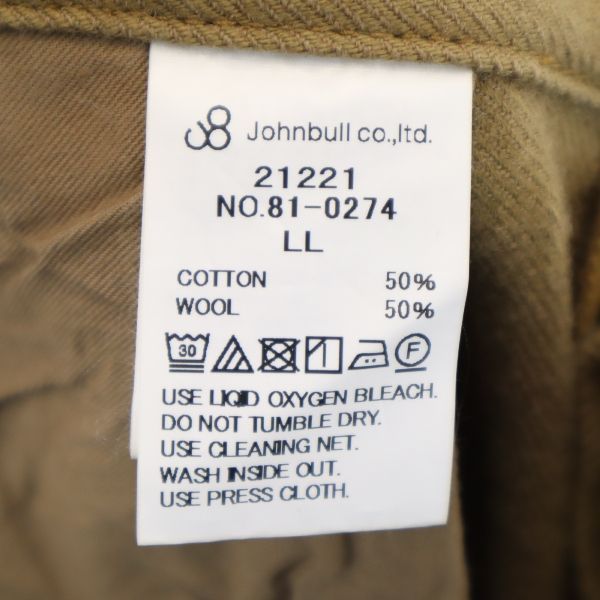 Johnbull co.,ltd.
21221
NO.81-0274
LL
COTTON 50%
WOOL 50%
30 F
USE LIQID OXYGEN BLEACH.
DO NOT TUMBLE DRY.
USE CLEANING NET.
WASH INSIDE OUT.
USE PRESS CLOTH.